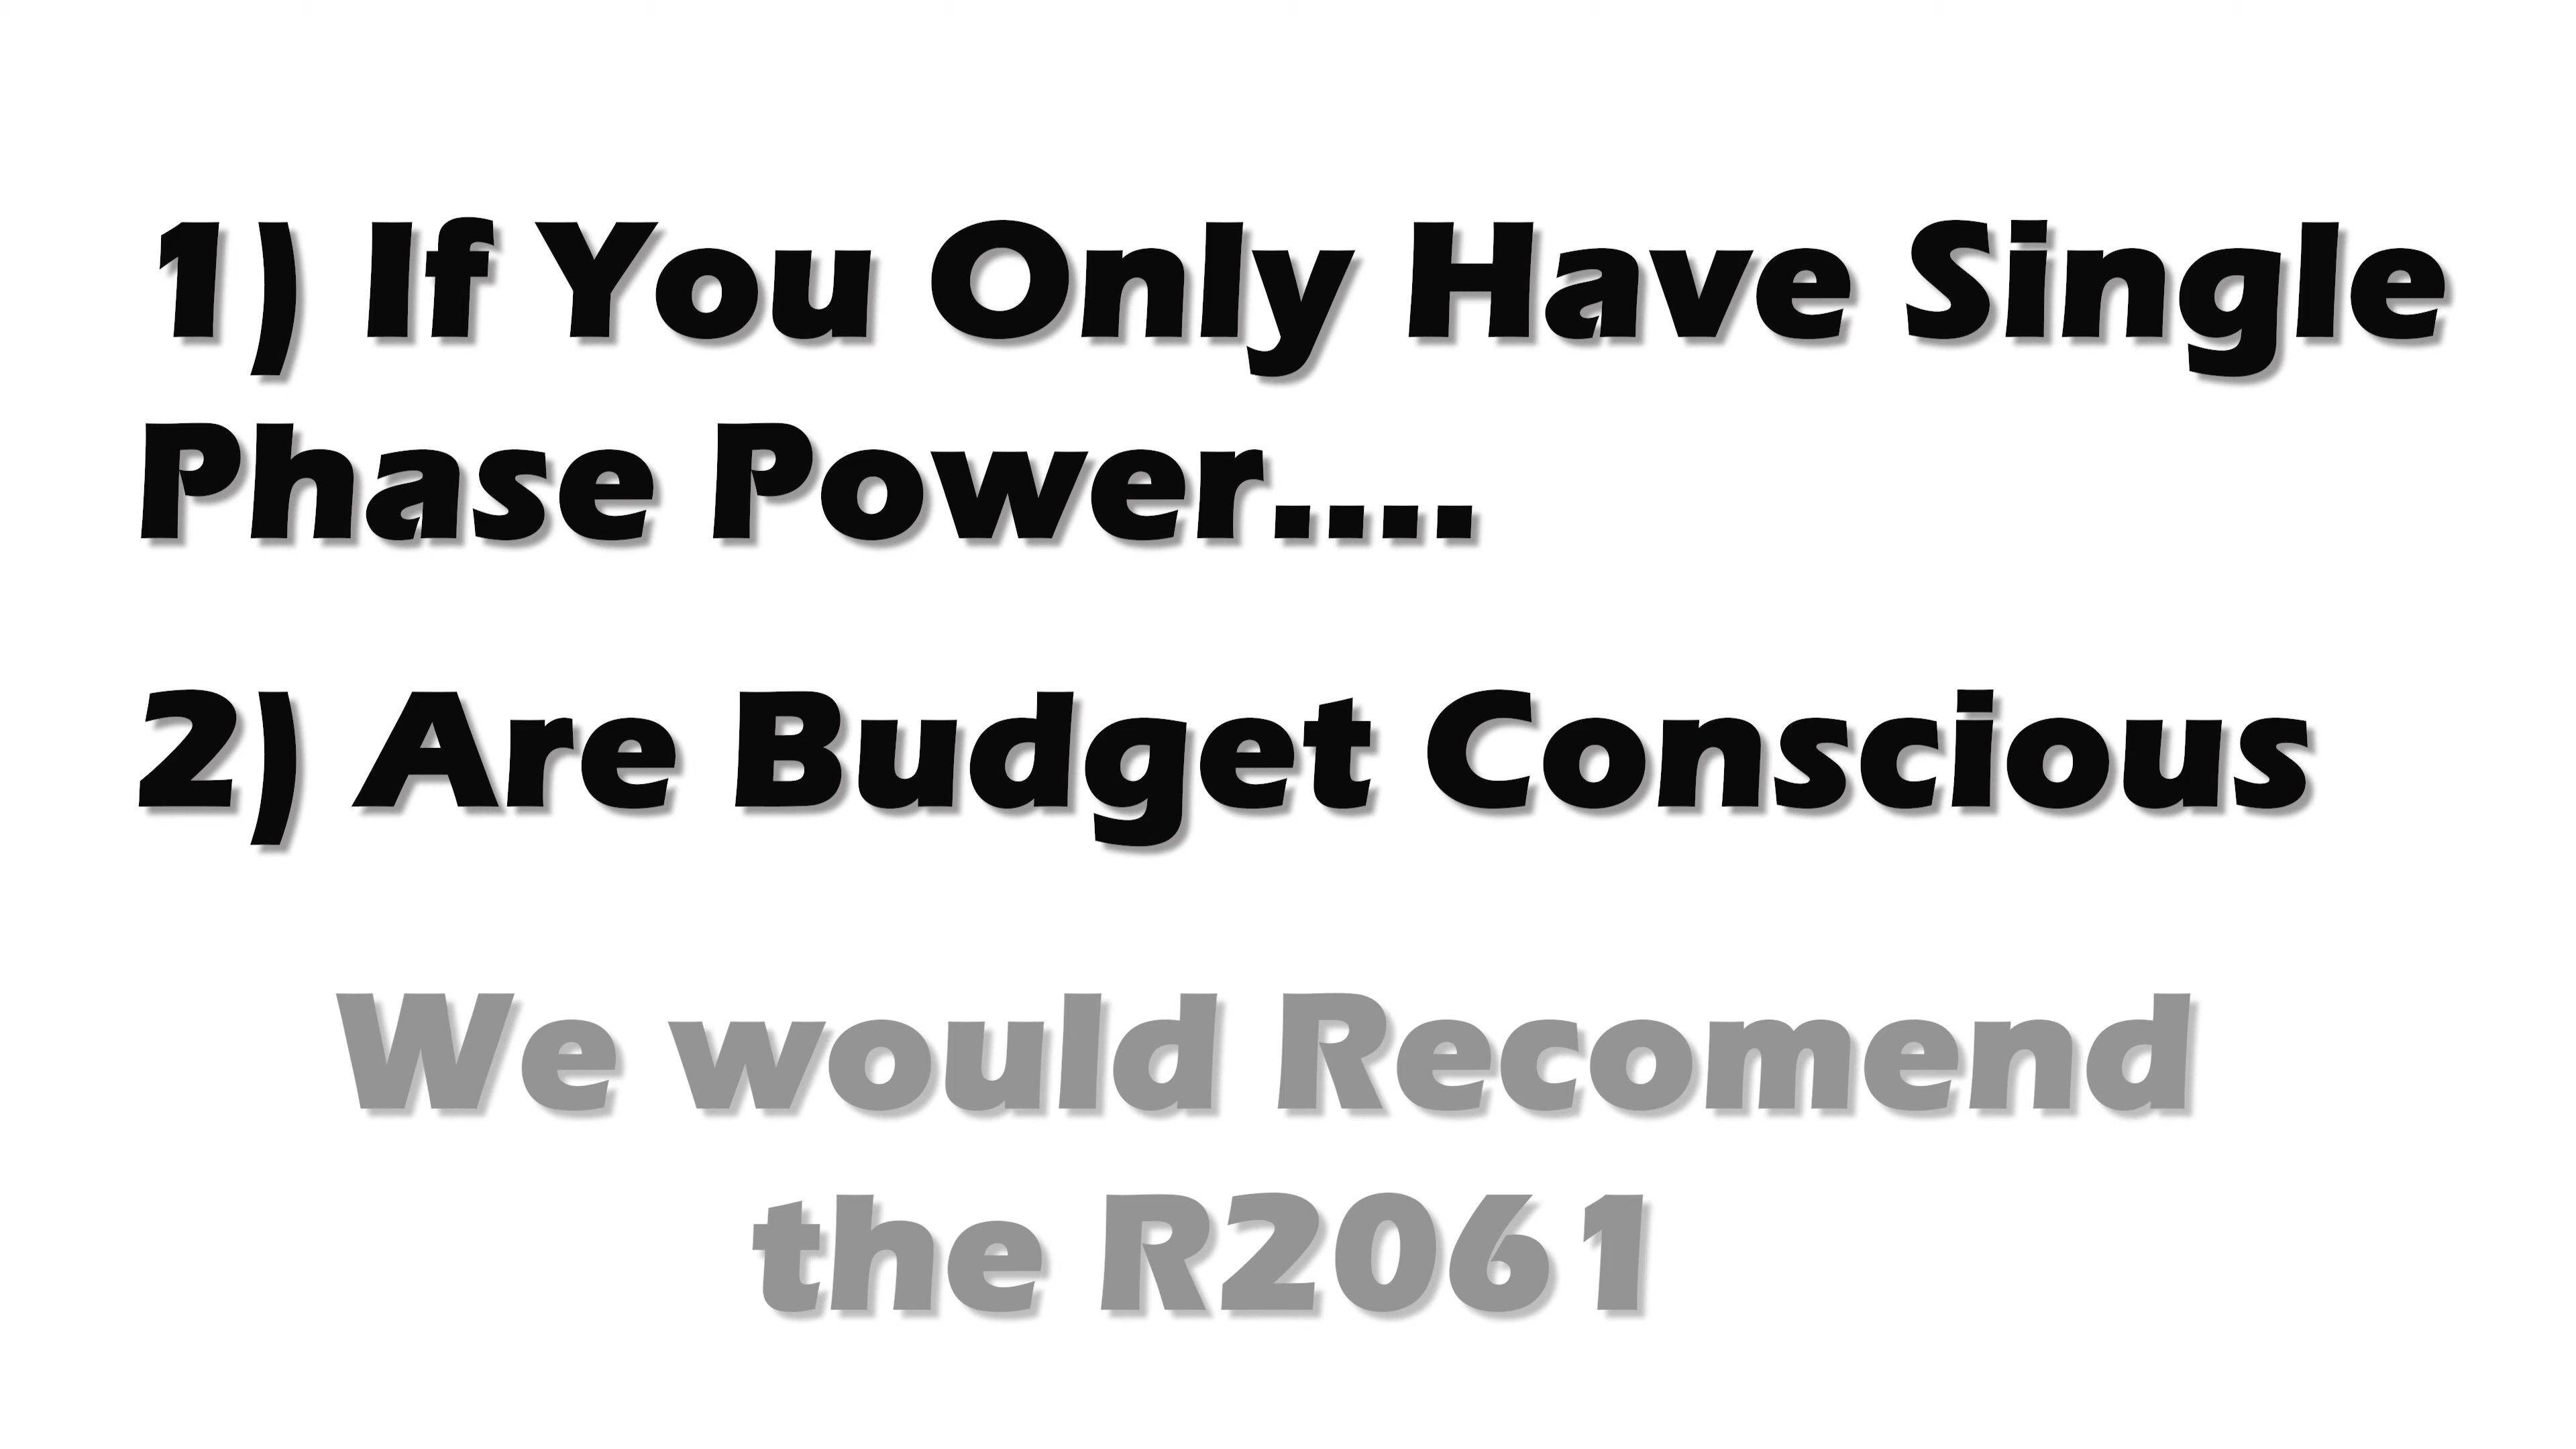 1) If You Only Have Single
Phase Power....
2) Are Budget Conscious
We would Recomend
the R2061